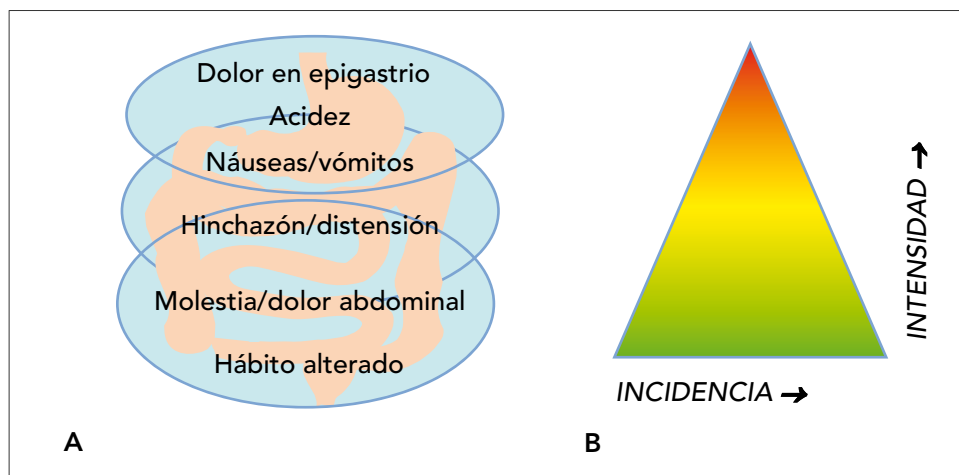 Dolor en epigastrio
Acidez
Náuseas/vómitos
Hinchazón/distensión
Molestia/dolor abdominal
Hábito alterado
A
INTENSIDAD →
INCIDENCIA →
B